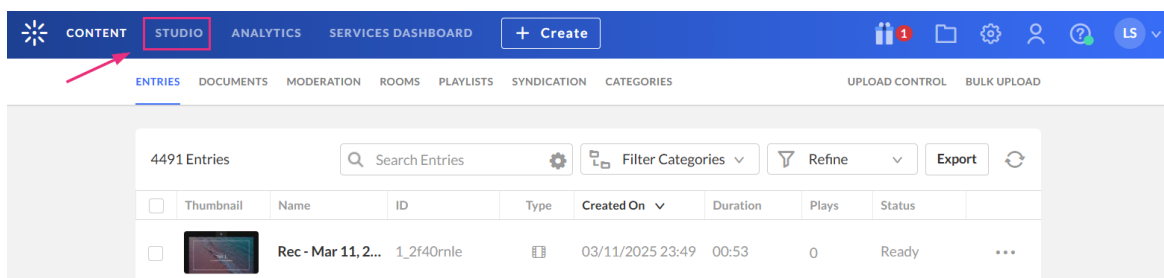 CONTENT STUDIO ANALYTICS SERVICES DASHBOARD + Create 1 LS
ENTRIES DOCUMENTS MODERATION ROOMS PLAYLISTS SYNDICATION CATEGORIES UPLOAD CONTROL BULK UPLOAD
4491 Entries Search Entries Filter Categories Refine Export
Thumbnail Name ID Type Created On Duration Plays Status
Rec - Mar 11, 2... 1_2f40rnle 03/11/2025 23:49 00:53 0 Ready